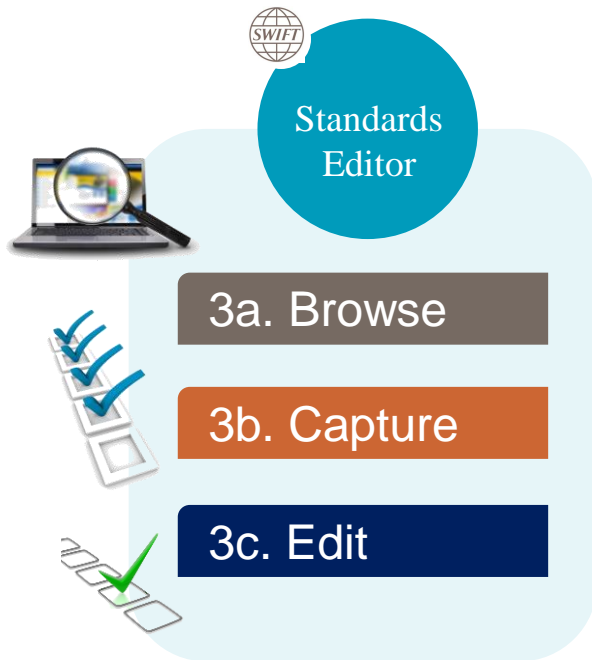 SWIFT
Standards
Editor
3a. Browse
3b. Capture
3c. Edit